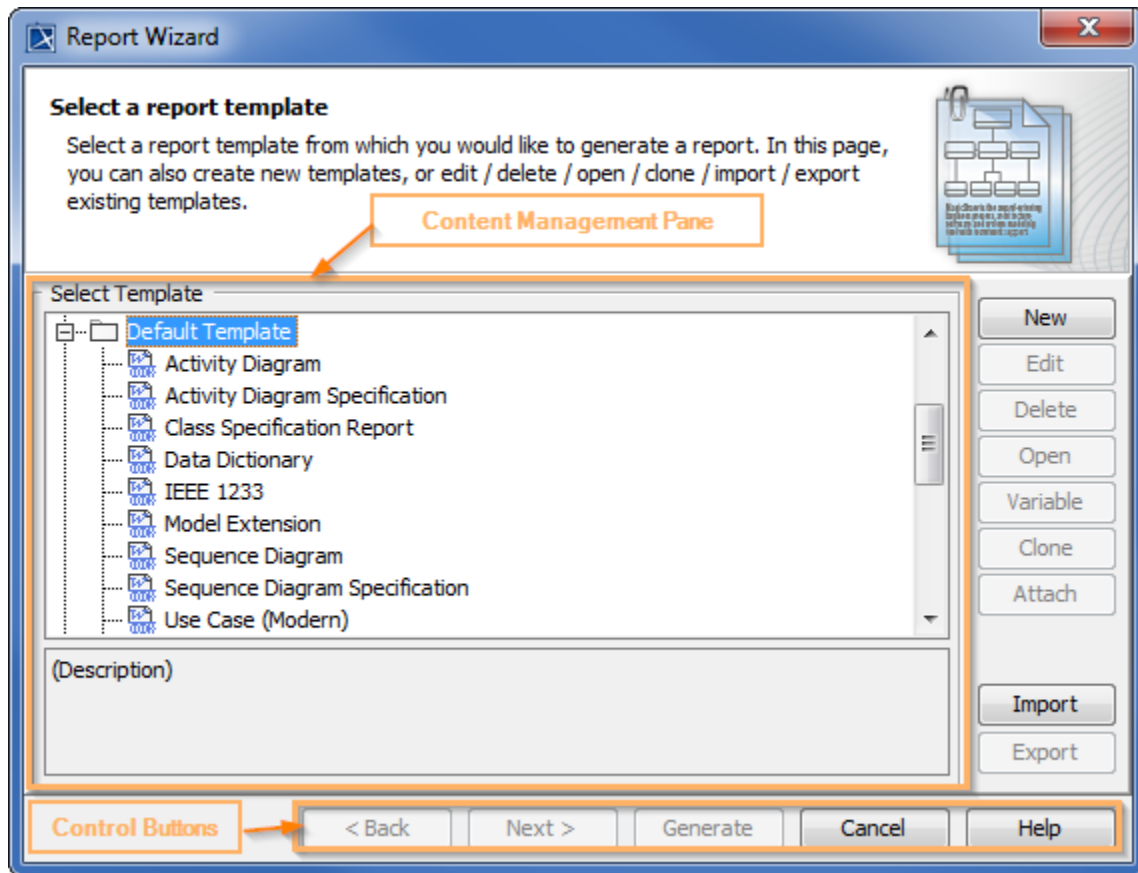 Report Wizard
Select a report template
Select a report template from which you would like to generate a report. In this page,
you can also create new templates, or edit / delete / open / clone / import / export
existing templates.
Content Management Pane
Select Template
Default Template
Activity Diagram
Activity Diagram Specification
Class Specification Report
Data Dictionary
IEEE 1233
Model Extension
Sequence Diagram
Sequence Diagram Specification
Use Case (Modern)
(Description)
New
Edit
Delete
Open
Variable
Clone
Attach
Import
Export
Control Buttons
< Back
Next >
Generate
Cancel
Help